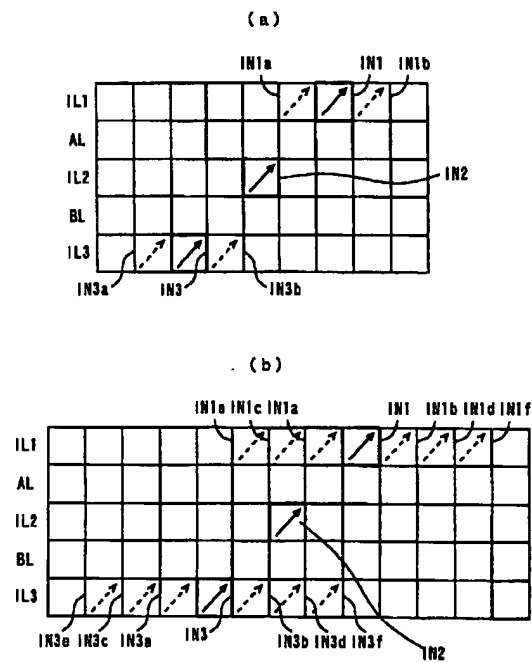 (a)
IN1a IN1 IN1b
IL1
AL
IL2 IN2
BL
IL3
IN3a IN3 IN3b
(b)
IN1e IN1c IN1a IN1 IN1b IN1d IN1f
IL1
AL
IL2
BL
IL3
IN3e IN3c IN3a IN3 IN3b IN3d IN3f
IN2